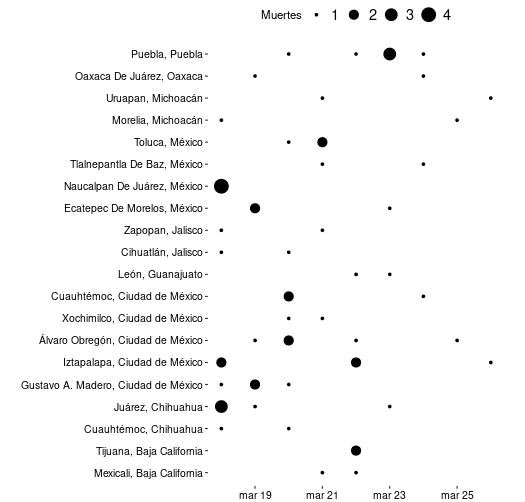 Muertes 1 2 3 4
Puebla, Puebla
Oaxaca De Juárez, Oaxaca
Uruapan, Michoacán
Morelia, Michoacán
Toluca, México
Tlalnepantla De Baz, México
Naucalpan De Juárez, México
Ecatepec De Morelos, México
Zapopan, Jalisco
Cihuatlán, Jalisco
León, Guanajuato
Cuauhtémoc, Ciudad de México
Xochimilco, Ciudad de México
Álvaro Obregón, Ciudad de México
Iztapalapa, Ciudad de México
Gustavo A. Madero, Ciudad de México
Juárez, Chihuahua
Cuauhtémoc, Chihuahua
Tijuana, Baja California
Mexicali, Baja California
mar 19 mar 21 mar 23 mar 25